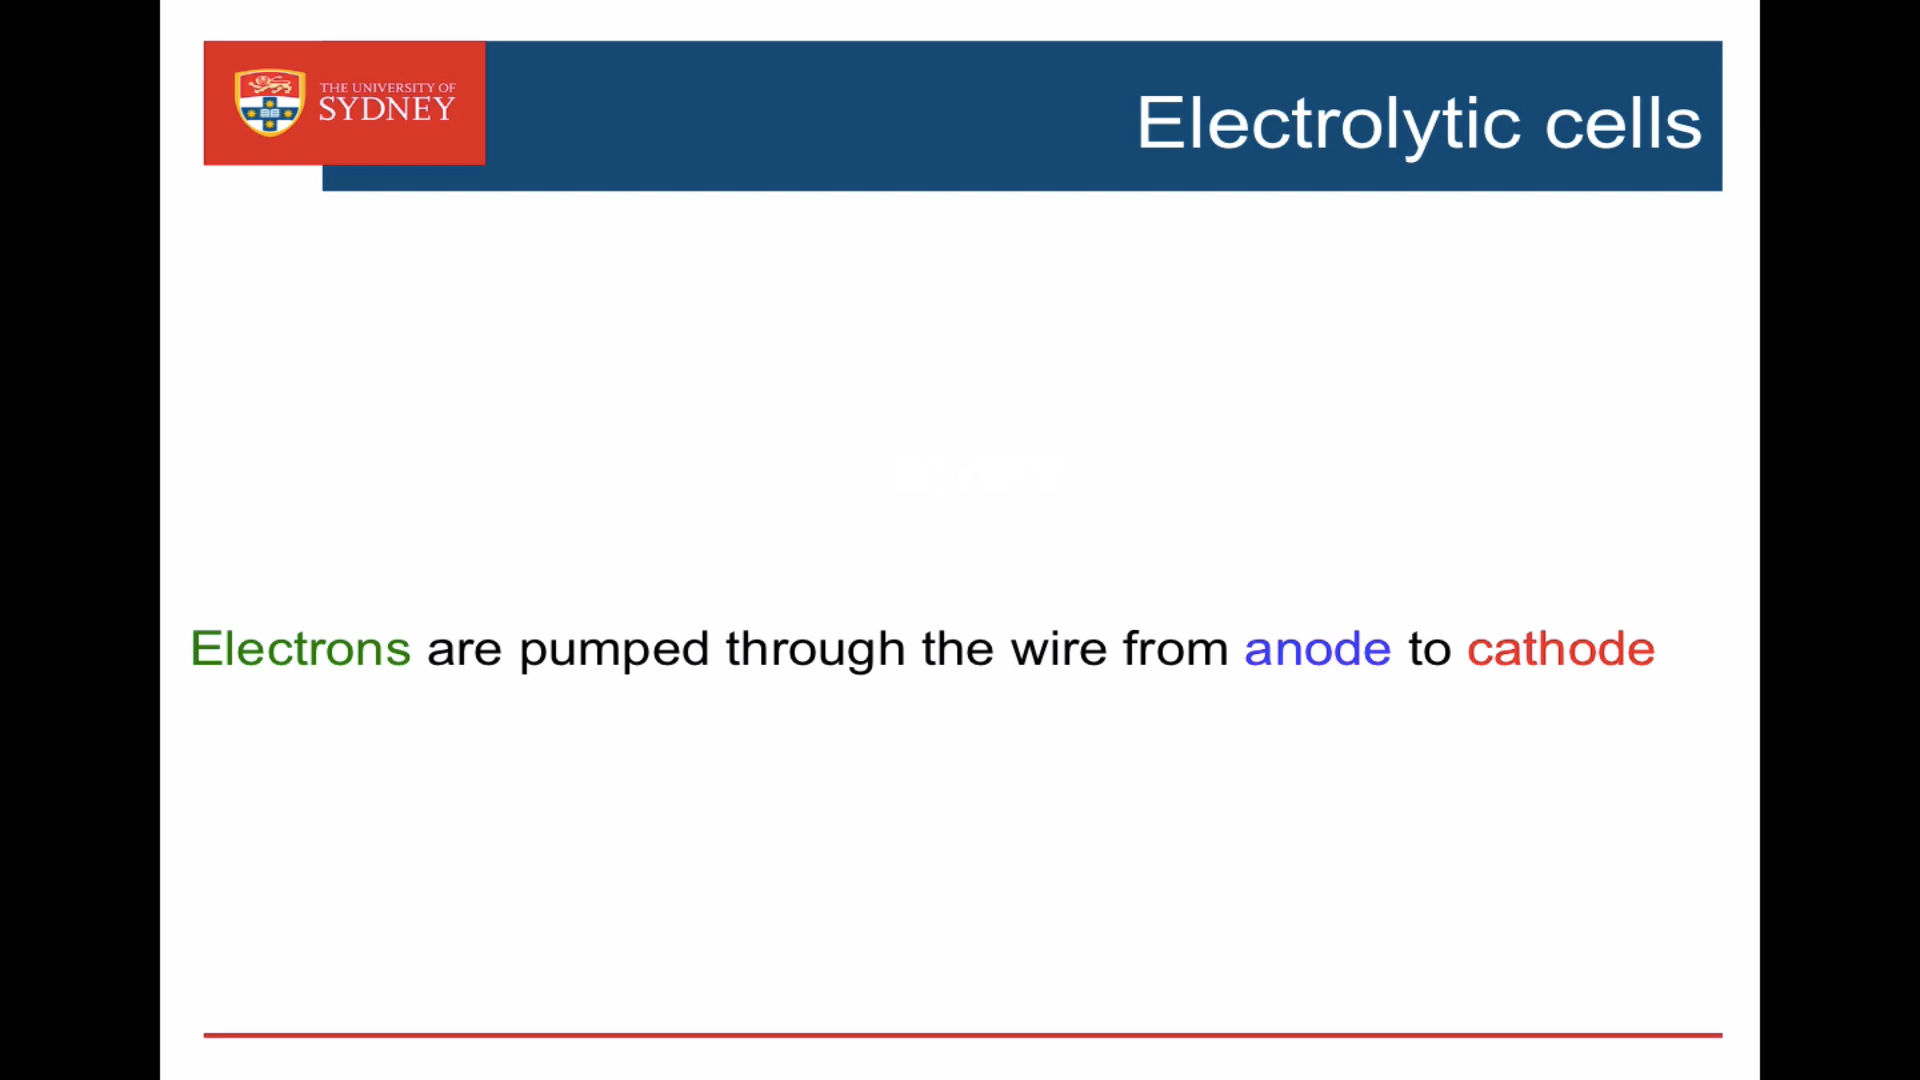 THE UNIVERSITY OF
SYDNEY
Electrolytic cells
Electrons are pumped through the wire from anode to cathode